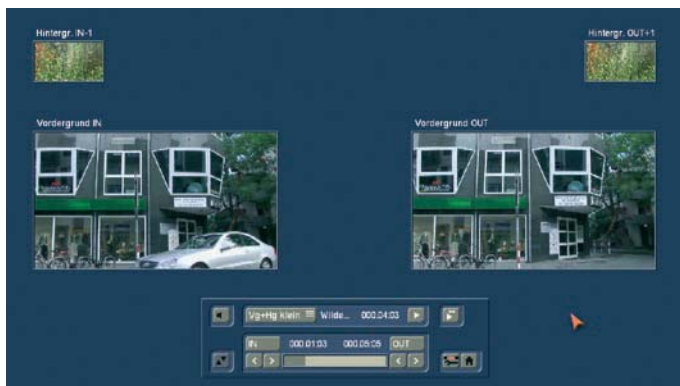 Hintergr. IN-1
Hintergr. OUT+1
Vordergrund IN
Vordergrund OUT
Vg+Hg klein Wilde... 000.04:03
IN 000.01:03 000.05:05 OUT